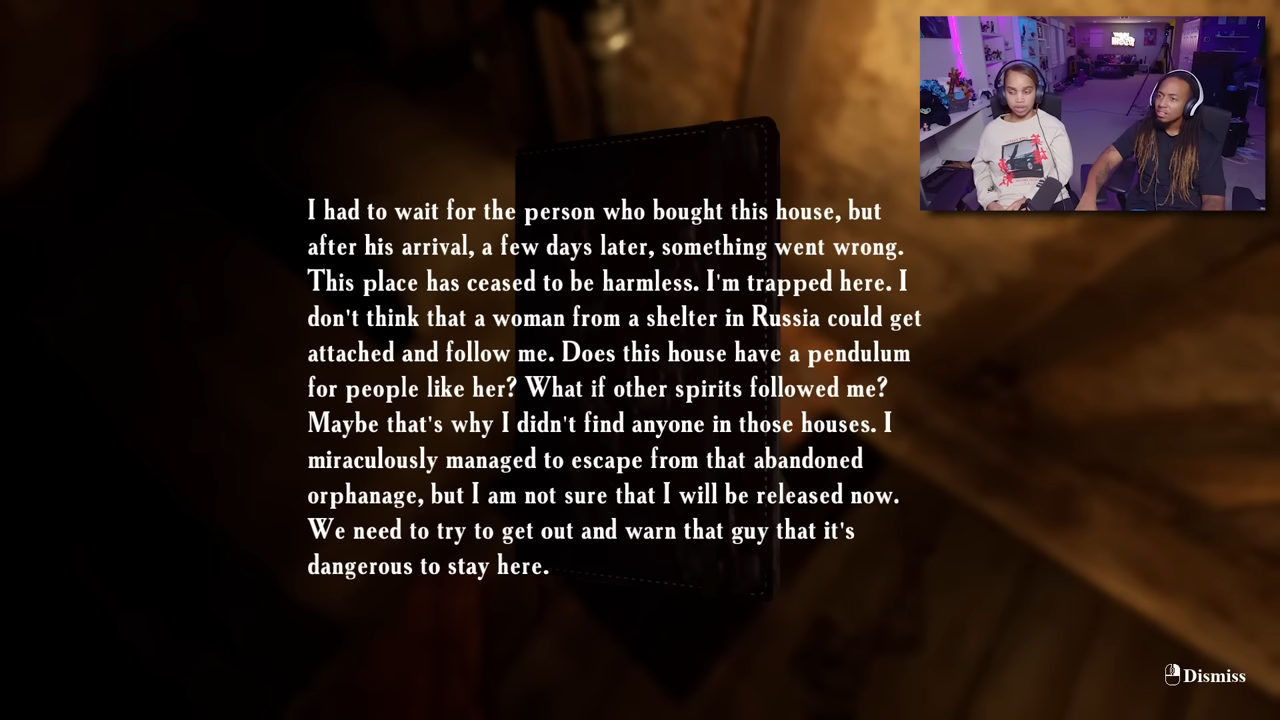 I had to wait for the person who bought this house, but
after his arrival, a few days later, something went wrong.
This place has ceased to be harmless. I'm trapped here. I
don't think that a woman from a shelter in Russia could get
attached and follow me. Does this house have a pendulum
for people like her? What if other spirits followed me?
Maybe that's why I didn't find anyone in those houses. I
miraculously managed to escape from that abandoned
orphanage, but I am not sure that I will be released now.
We need to try to get out and warn that guy that it's
dangerous to stay here.
Dismiss